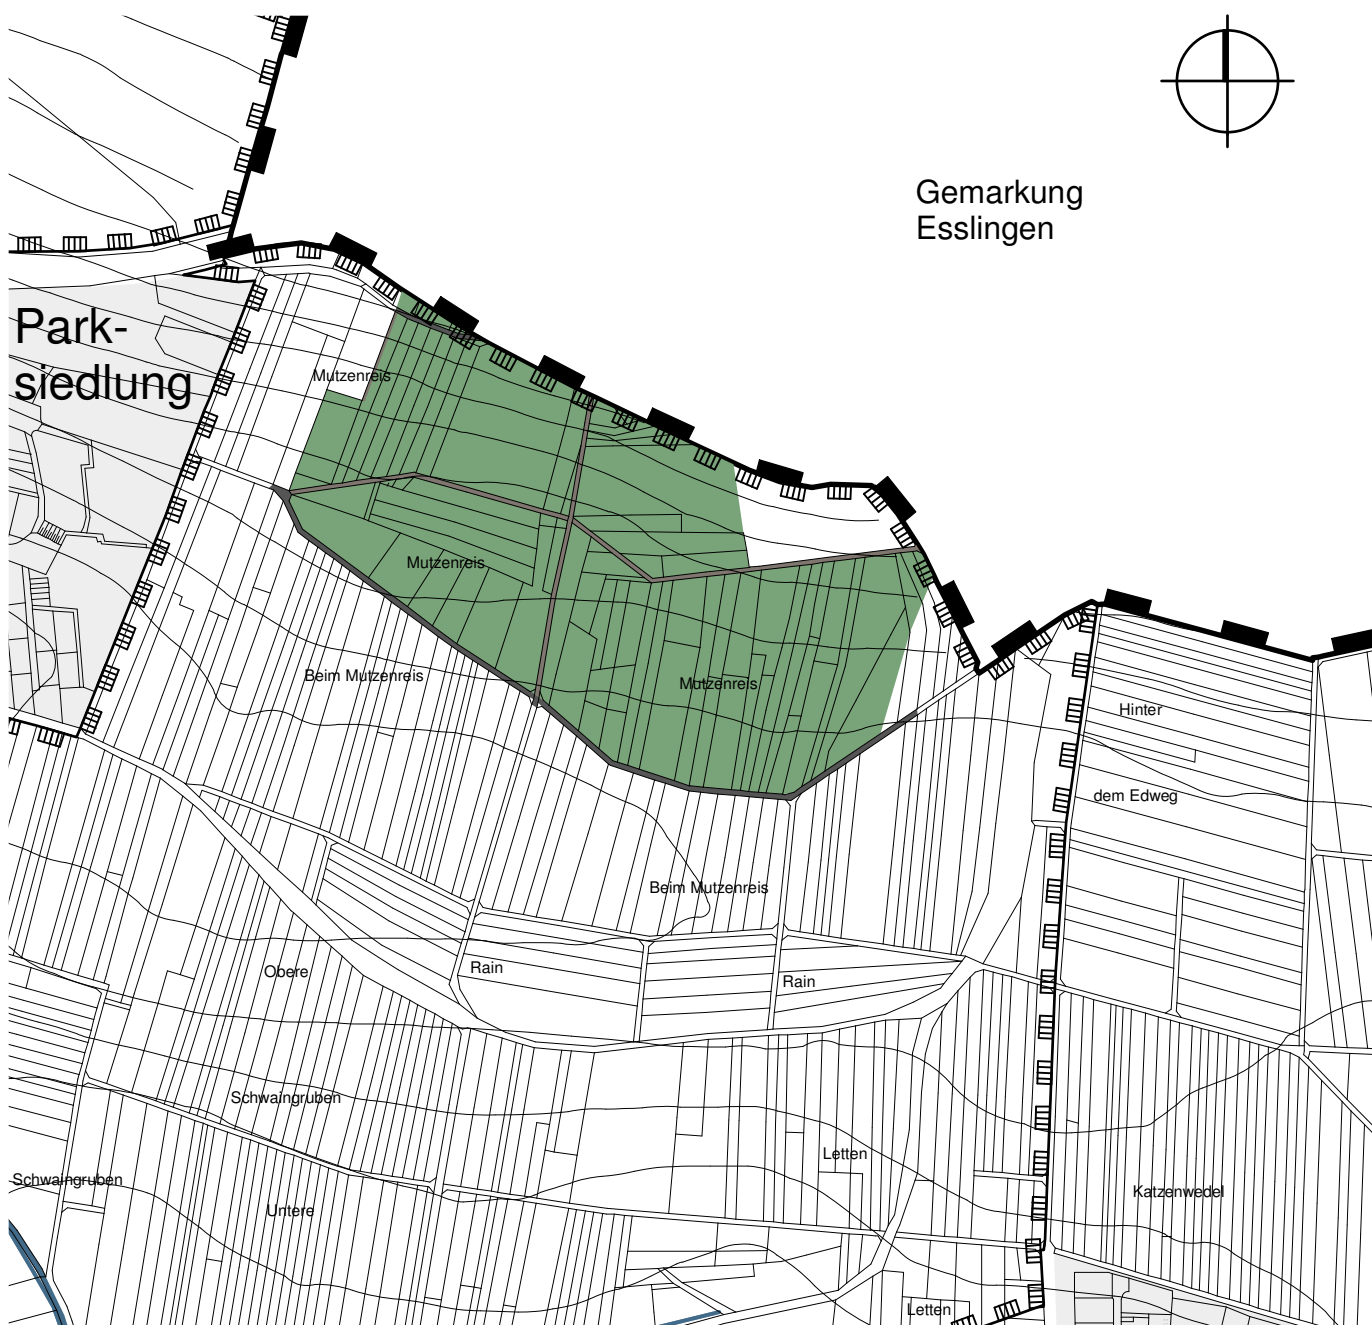 Gemarkung
Esslingen
Park-
siedlung
Mutzenreis
Mutzenreis
Beim Mutzenreis
Mutzenreis
Hinter
dem Edweg
Beim Mutzenreis
Obere
Rain
Rain
Schwaingruben
Letten
Schwaingruben
Untere
Katzenwedel
Letten